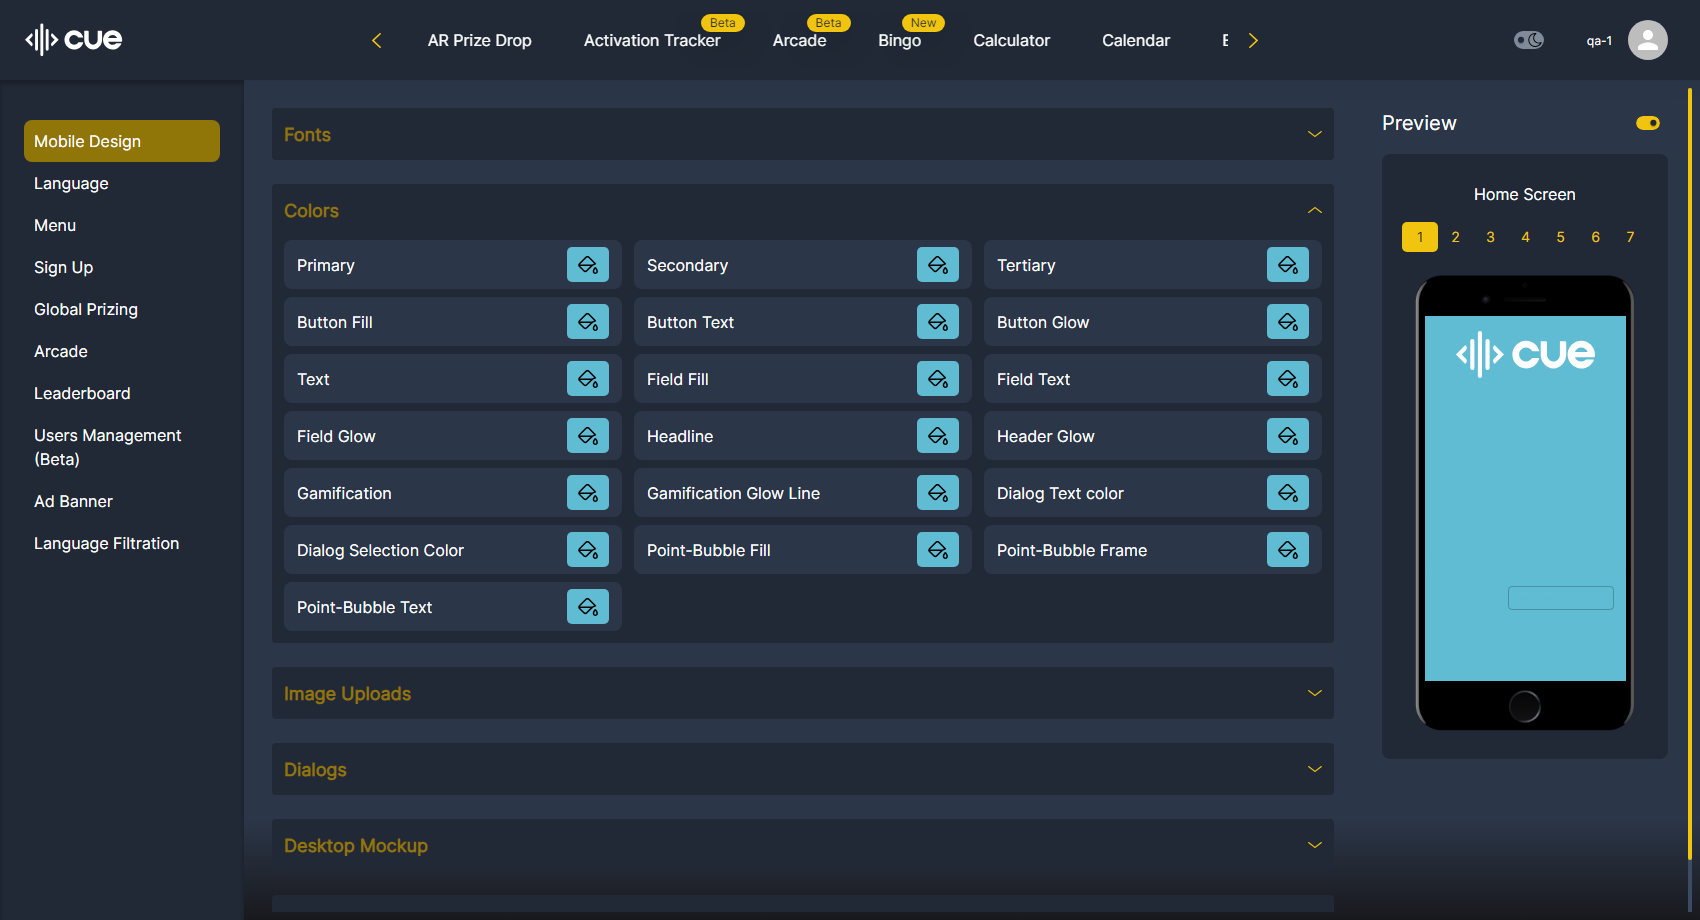 cue
AR Prize Drop
Activation Tracker
Beta
Arcade
Beta
Bingo
New
Calculator
Calendar
qa-1
Mobile Design
Language
Menu
Sign Up
Global Prizing
Arcade
Leaderboard
Users Management
(Beta)
Ad Banner
Language Filtration
Fonts
Colors
Primary
Secondary
Tertiary
Button Fill
Button Text
Button Glow
Text
Field Fill
Field Text
Field Glow
Headline
Header Glow
Gamification
Gamification Glow Line
Dialog Text color
Dialog Selection Color
Point-Bubble Fill
Point-Bubble Frame
Point-Bubble Text
Image Uploads
Dialogs
Desktop Mockup
Preview
Home Screen
1 2 3 4 5 6 7
cue